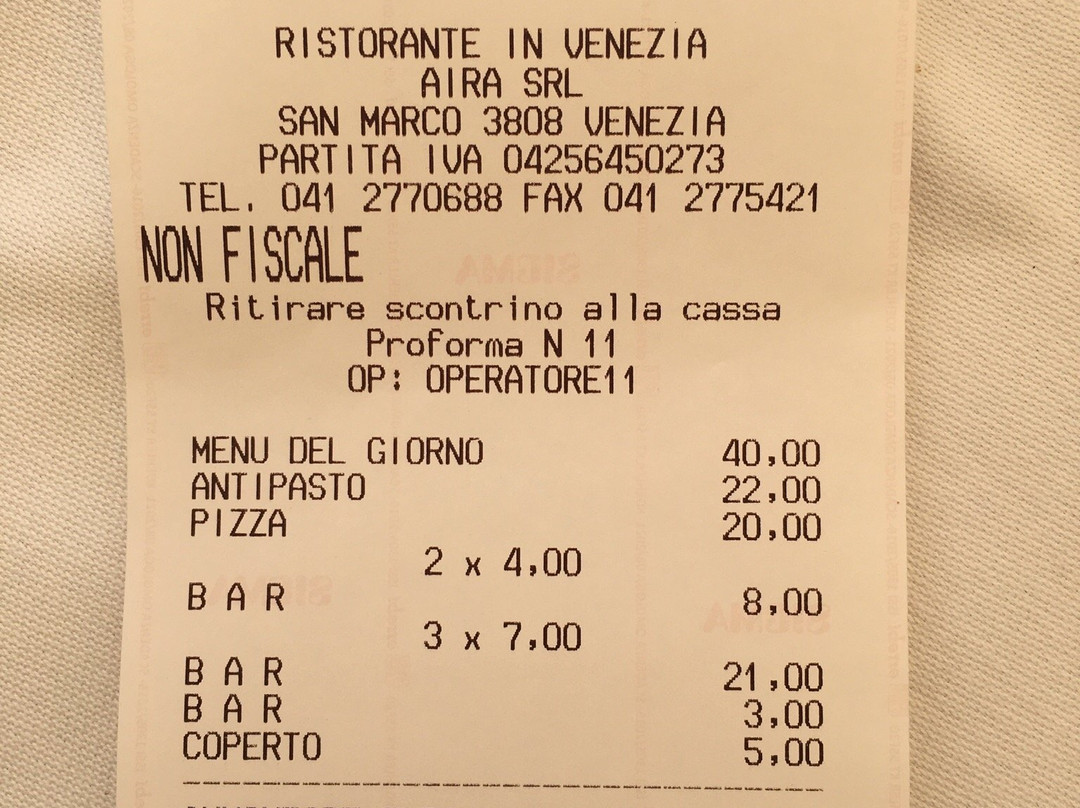 RISTORANTE IN VENEZIA
AIRA SRL
SAN MARCO 3808 VENEZIA
PARTITA IVA 04256450273
TEL. 041 2770688 FAX 041 2775421
NON FISCALE
Ritirare scontrino alla cassa
Proforma N 11
OP: OPERATORE11
MENU DEL GIORNO 40,00
ANTIPASTO 22,00
PIZZA 20,00
2 x 4,00
B A R 8,00
3 x 7,00
B A R 21,00
B A R 3,00
COPERTO 5,00